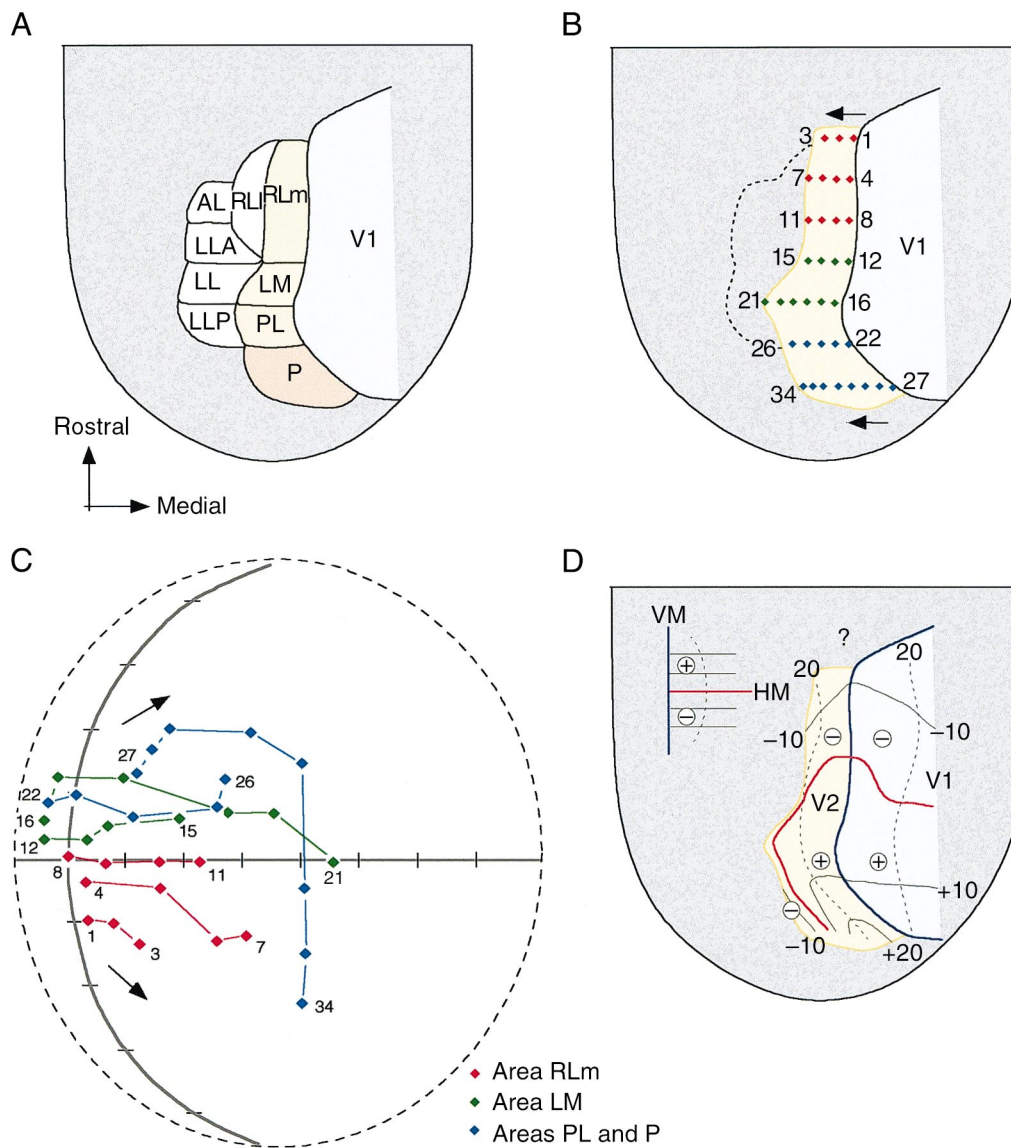 A
AL
RLl
RLm
V1
LLA
LL
LM
LLP
PL
P
Rostral
Medial
B
3
1
7
4
11
8
V1
15
12
21
16
26
22
34
27
C
27
26
22
16
15
12
8
11
21
4
1
3
7
34
Area RLm
Area LM
Areas PL and P
D
VM
+
HM
−
?
20
20
−10
−
−
−10
V2
V1
+
+
+10
−
−10
+20